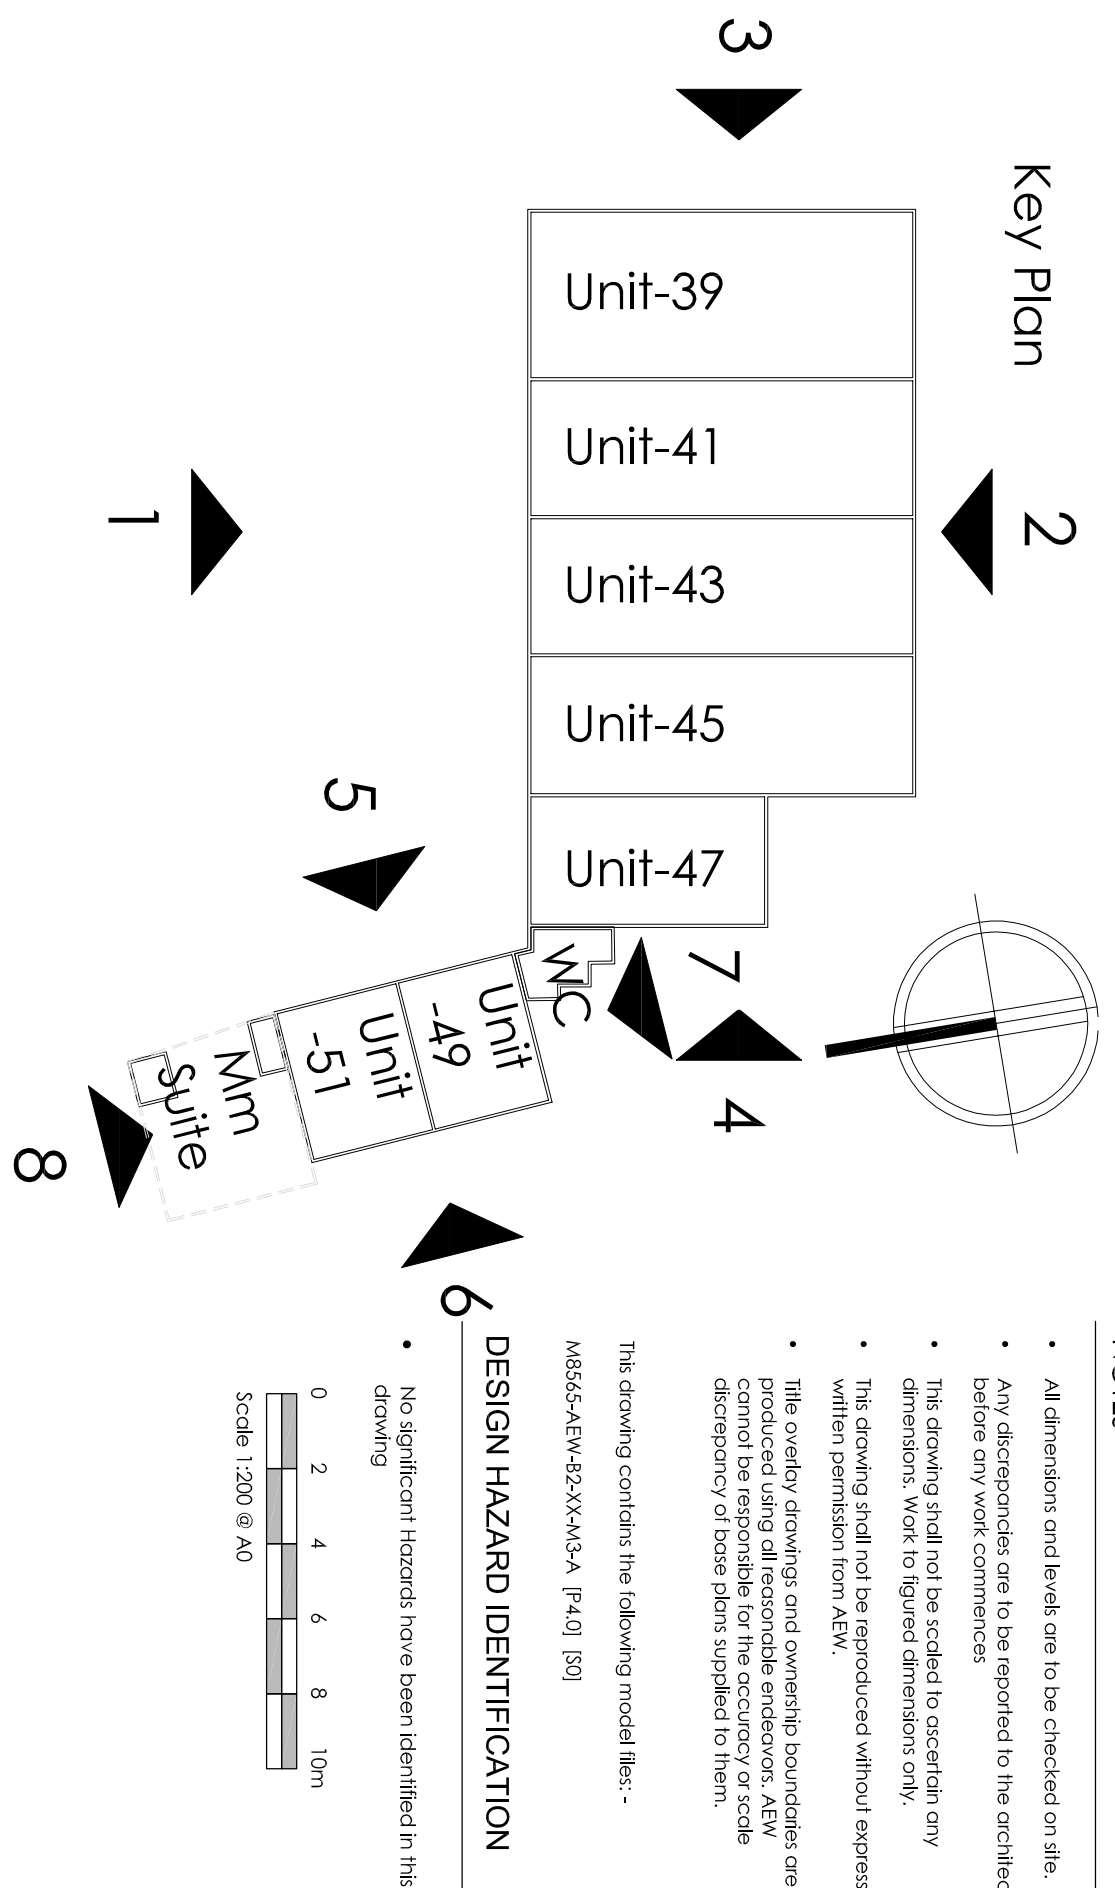 Key Plan
3
2
1
Unit-39
Unit-41
Unit-43
Unit-45
Unit-47
5
7
4
WC
Unit
-49
Unit
-51
Mm
Suite
8
6
All dimensions and levels are to be checked on site.
Any discrepancies are to be reported to the
before any work commences
This drawing shall not be scaled to ascertain any
dimensions. Work to figured dimensions only.
This drawing shall not be reproduced without express
written permission from AEW.
Title overlay drawings and ownership boundaries are
produced using all reasonable endeavors. AEW
cannot be responsible for the accuracy or scale
discrepancy of base plans supplied to them.
This drawing contains the following model files: -
M8565-AEW-B2-XX-M3-A [P4.0] [S0]
DESIGN HAZARD IDENTIFICATION
No significant Hazards have been identified in this
drawing
0 2 4 6 8 10m
Scale 1:200 @ A0